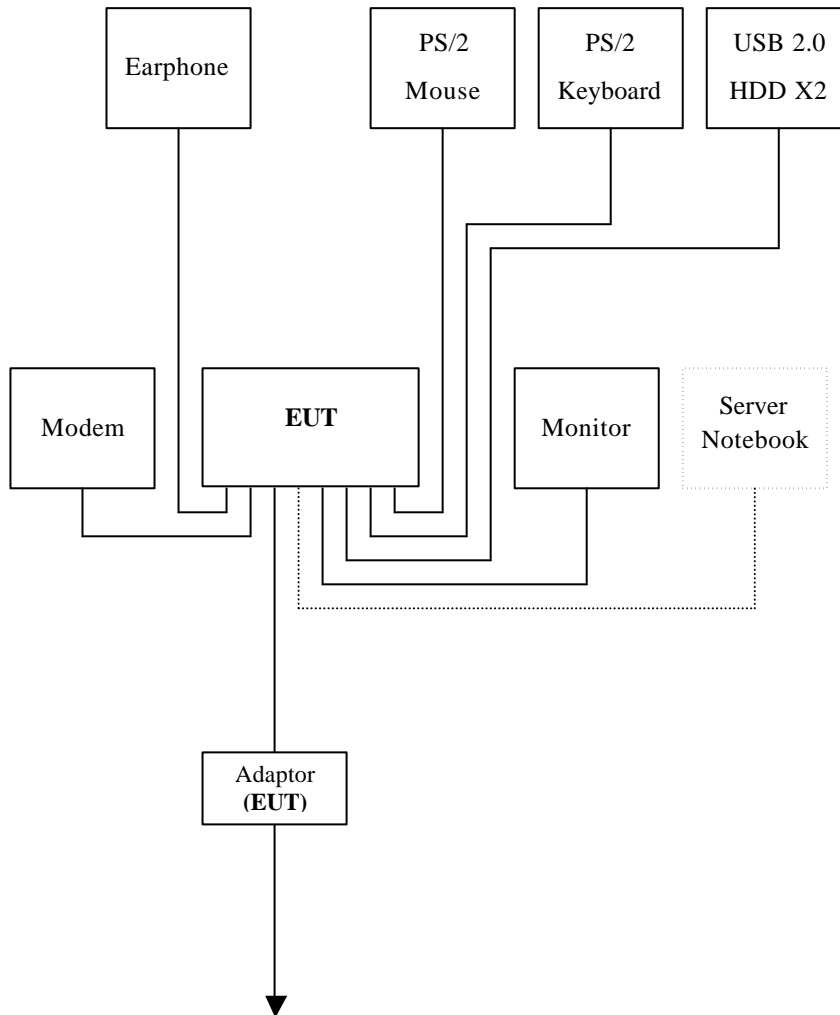 Earphone
PS/2
Mouse
PS/2
Keyboard
USB 2.0
HDD X2
Modem
EUT
Monitor
Server
Notebook
Adaptor
(EUT)